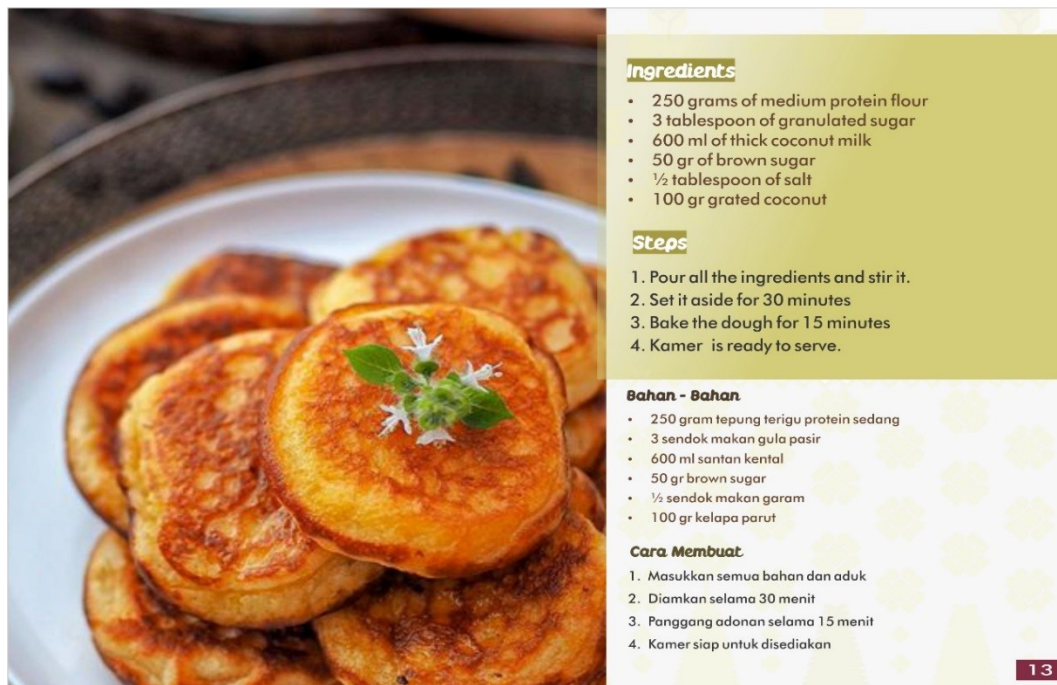 Ingredients
• 250 grams of medium protein flour
• 3 tablespoon of granulated sugar
• 600 ml of thick coconut milk
• 50 gr of brown sugar
• ½ tablespoon of salt
• 100 gr grated coconut
Steps
1. Pour all the ingredients and stir it.
2. Set it aside for 30 minutes
3. Bake the dough for 15 minutes
4. Kamer is ready to serve.
Bahan - Bahan
• 250 gram tepung terigu protein sedang
• 3 sendok makan gula pasir
• 600 ml santan kental
• 50 gr brown sugar
• ½ sendok makan garam
• 100 gr kelapa parut
Cara Membuat
1. Masukkan semua bahan dan aduk
2. Diamkan selama 30 menit
3. Panggang adonan selama 15 menit
4. Kamer siap untuk disediakan
13